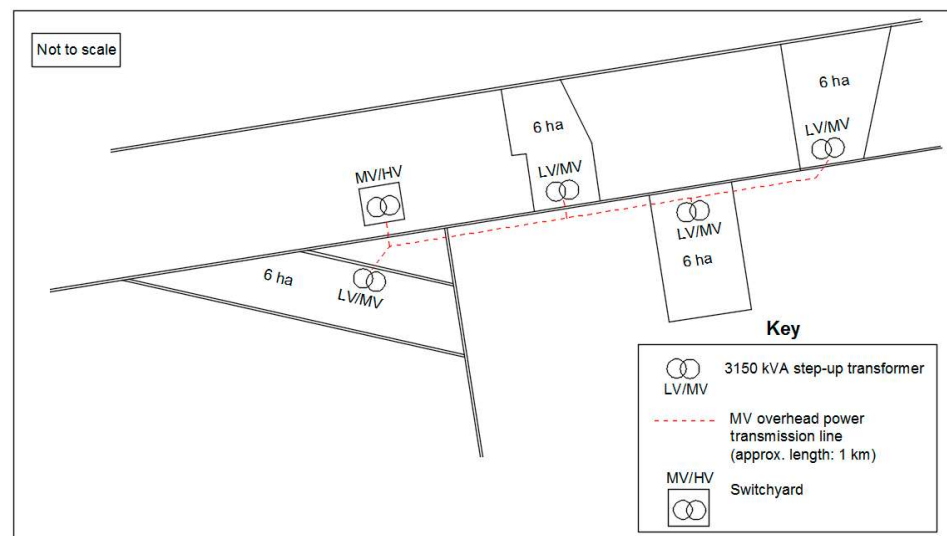 Not to scale
6 ha
LV/MV
6 ha
LV/MV
MV/HV
LV/MV
6 ha
6 ha
LV/MV
Key
3150 kVA step-up transformer
LV/MV
MV overhead power
transmission line
(approx. length: 1 km)
MV/HV
Switchyard